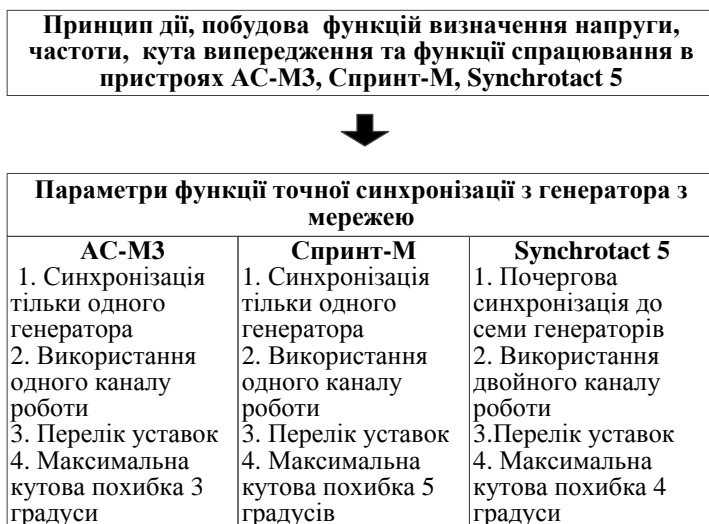 Принцип дії, побудова функцій визначення напруги,
частоти, кута випередження та функції спрацювання в
пристроях АС-М3, Спринт-М, Synchrotact 5
Параметри функції точної синхронізації з генератора з
мережею
АС-М3
1. Синхронізація
тільки одного
генератора
2. Використання
одного каналу
роботи
3. Перелік уставок
4. Максимальна
кутова похибка 3
градуси
Спринт-М
1. Синхронізація
тільки одного
генератора
2. Використання
одного каналу
роботи
3. Перелік уставок
4. Максимальна
кутова похибка 5
градусів
Synchrotact 5
1. Почергова
синхронізація до
семи генераторів
2. Використання
двойного каналу
роботи
3.Перелік уставок
4. Максимальна
кутова похибка 4
градуси